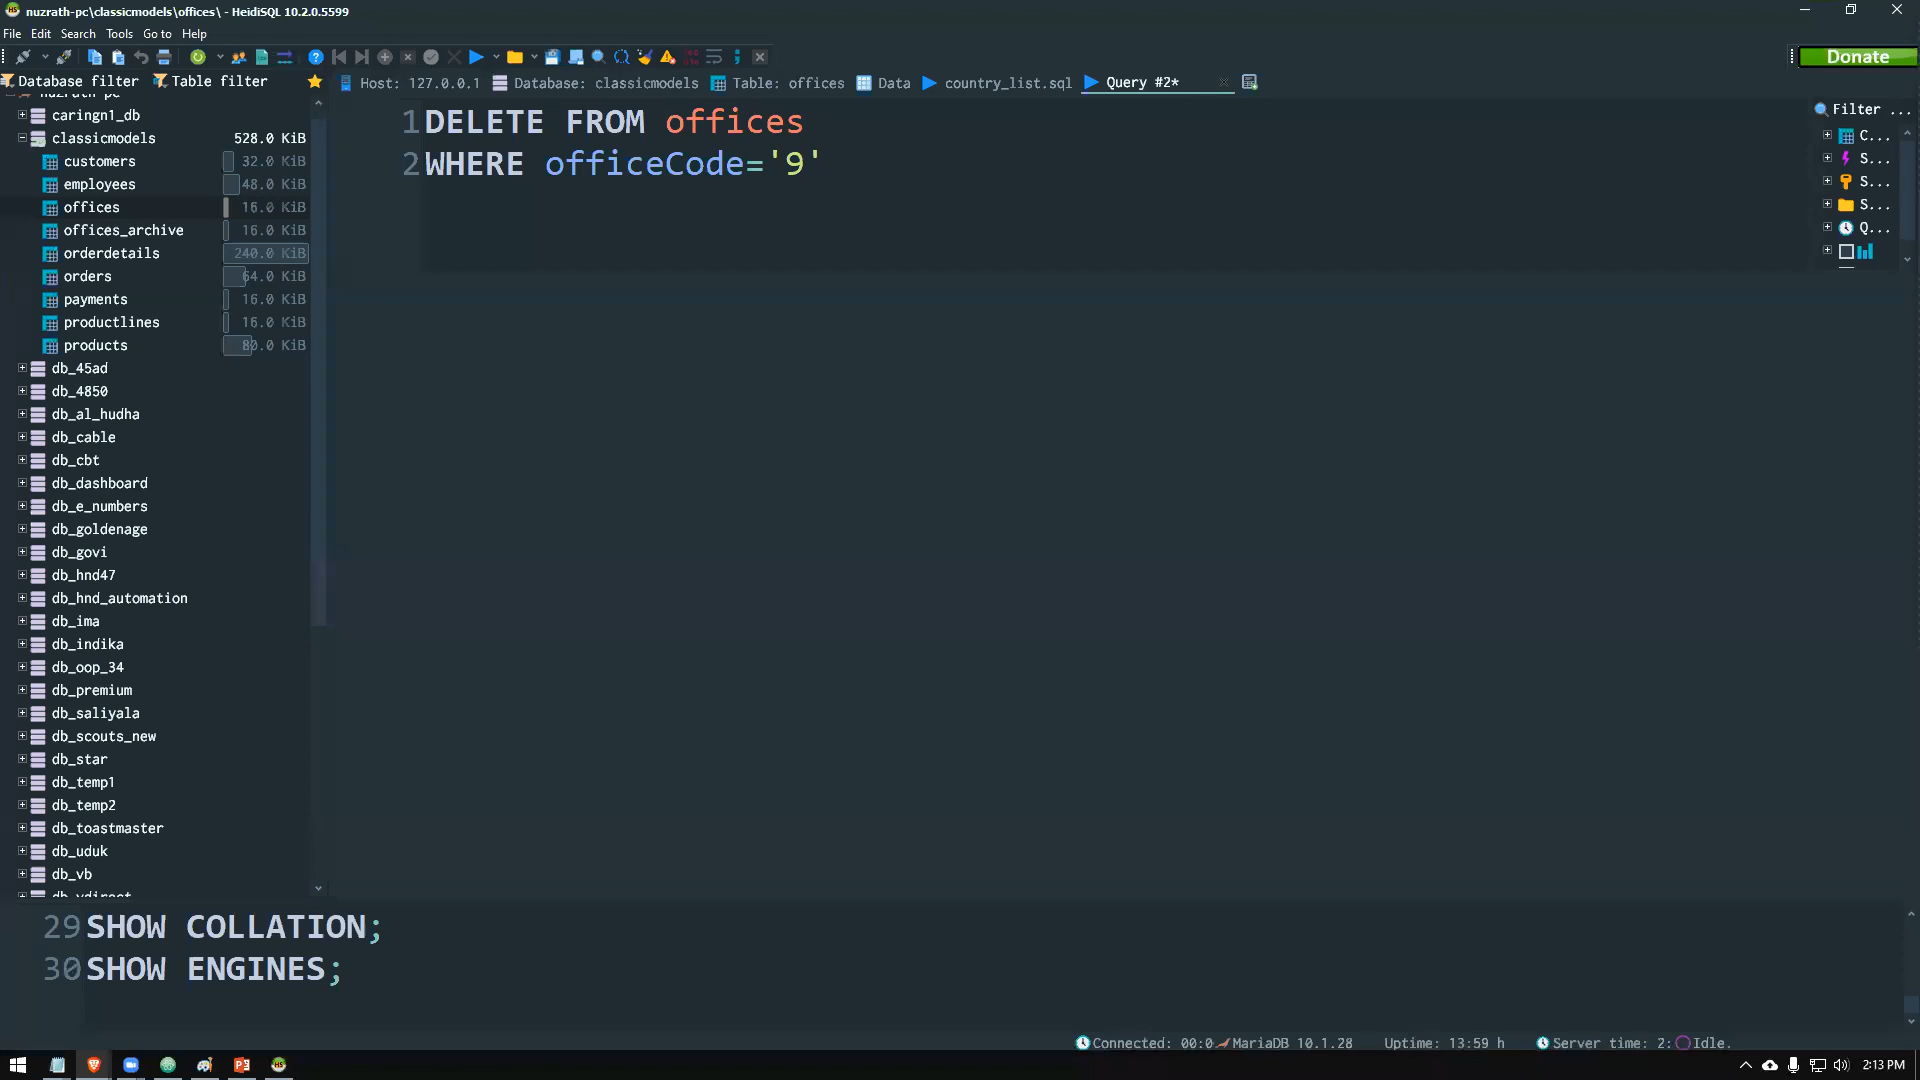 nuzrath-pc\classicmodels\offices\ - HeidiSQL 10.2.0.5599
File Edit Search Tools Go to Help
Donate
Database filter Table filter
Host: 127.0.0.1 Database: classicmodels Table: offices Data country_list.sql Query #2*
nuzrath-pc
caringn1_db
classicmodels 528.0 KiB
customers 32.0 KiB
employees 48.0 KiB
offices 16.0 KiB
offices_archive 16.0 KiB
orderdetails 240.0 KiB
orders 64.0 KiB
payments 16.0 KiB
productlines 16.0 KiB
products 80.0 KiB
db_45ad
db_4850
db_al_hudha
db_cable
db_cbt
db_dashboard
db_e_numbers
db_goldenage
db_govi
db_hnd47
db_hnd_automation
db_ima
db_indika
db_oop_34
db_premium
db_saliyala
db_scouts_new
db_star
db_temp1
db_temp2
db_toastmaster
db_uduk
db_vb
1 DELETE FROM offices
2 WHERE officeCode='9'
Filter ...
C...
S...
S...
S...
Q...
29 SHOW COLLATION;
30 SHOW ENGINES;
Connected: 00:0 MariaDB 10.1.28 Uptime: 13:59 h Server time: 2: Idle.
2:13 PM